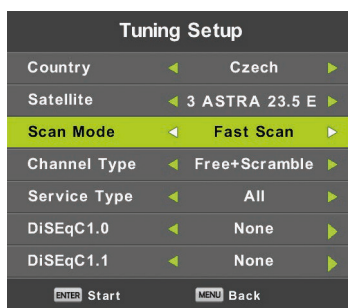 Tuning Setup
Country Czech
Satellite 3 ASTRA 23.5 E
Scan Mode Fast Scan
Channel Type Free+Scramble
Service Type All
DiSEqC1.0 None
DiSEqC1.1 None
ENTER Start MENU Back